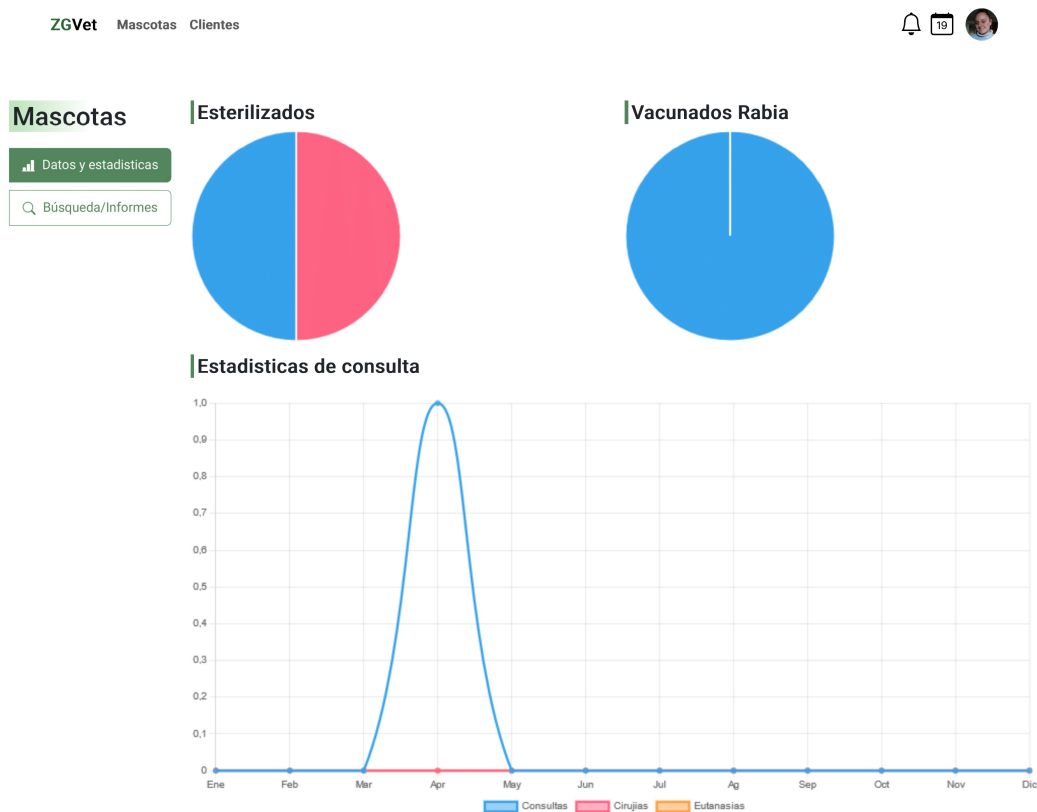 ZGVet Mascotas Clientes 19
Mascotas
Datos y estadisticas
Búsqueda/Informes
Esterilizados
Vacunados Rabia
Estadisticas de consulta
1,0
0,9
0,8
0,7
0,6
0,5
0,4
0,3
0,2
0,1
0
Ene Feb Mar Apr May Jun Jul Ag Sep Oct Nov Dic
Consultas Cirujias Eutanasias